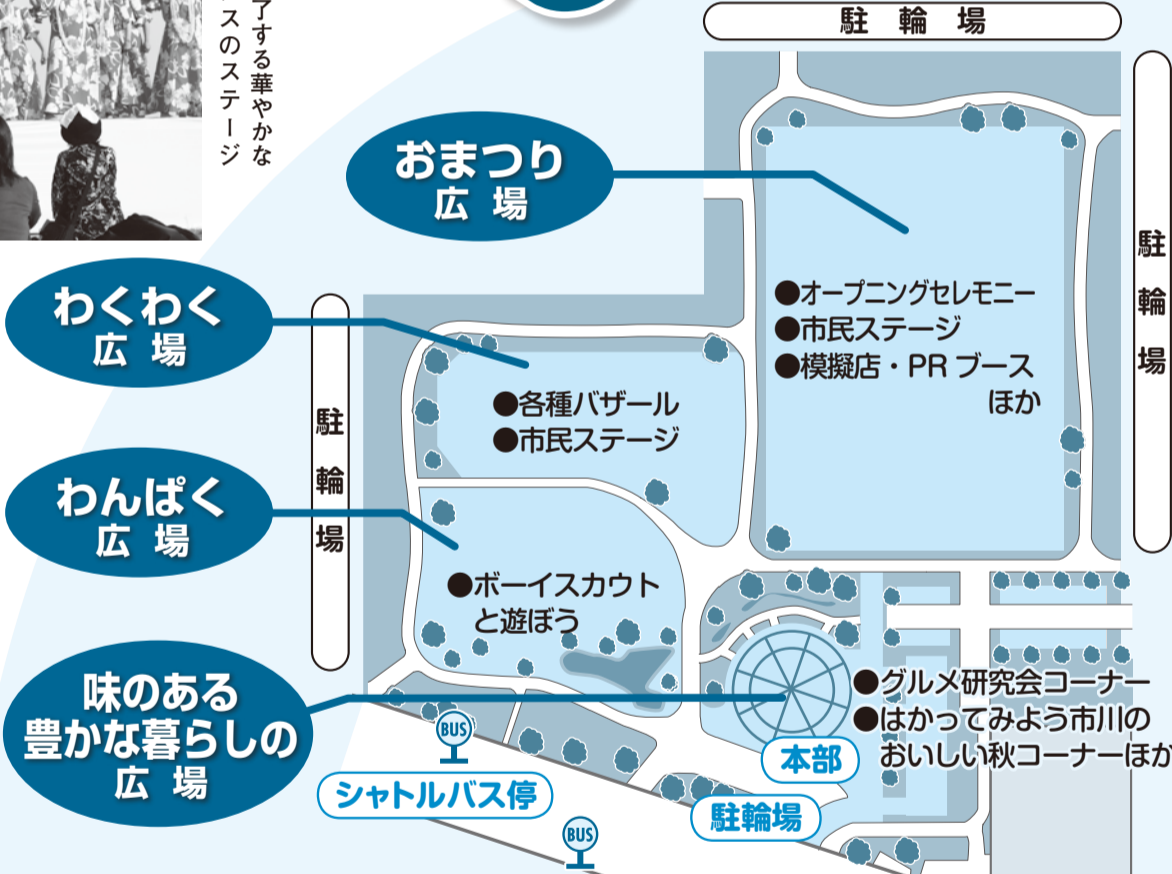 了する華やかな
スのステージ
駐輪場
おまつり
広場
駐輪場
●オープニングセレモニー
●市民ステージ
●模擬店・PRブース
ほか
わくわく
広場
●各種バザール
●市民ステージ
駐輪場
わんぱく
広場
●ボーイスカウト
と遊ぼう
味のある
豊かな暮らしの
広場
●グルメ研究会コーナー
●はかってみよう市川の
おいしい秋コーナーほか
本部
BUS
シャトルバス停
駐輪場
BUS